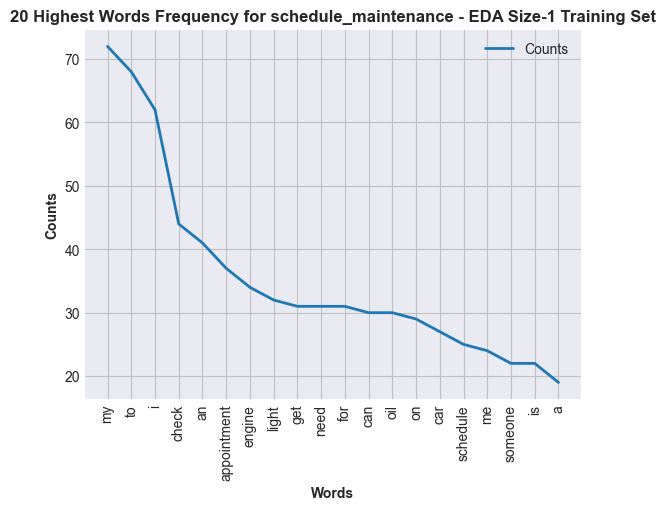 20 Highest Words Frequency for schedule_maintenance - EDA Size-1 Training Set
Counts
70
60
50
40
30
20
Counts
my
to
i
check
an
appointment
engine
light
get
need
for
can
oil
on
car
schedule
me
someone
is
a
Words